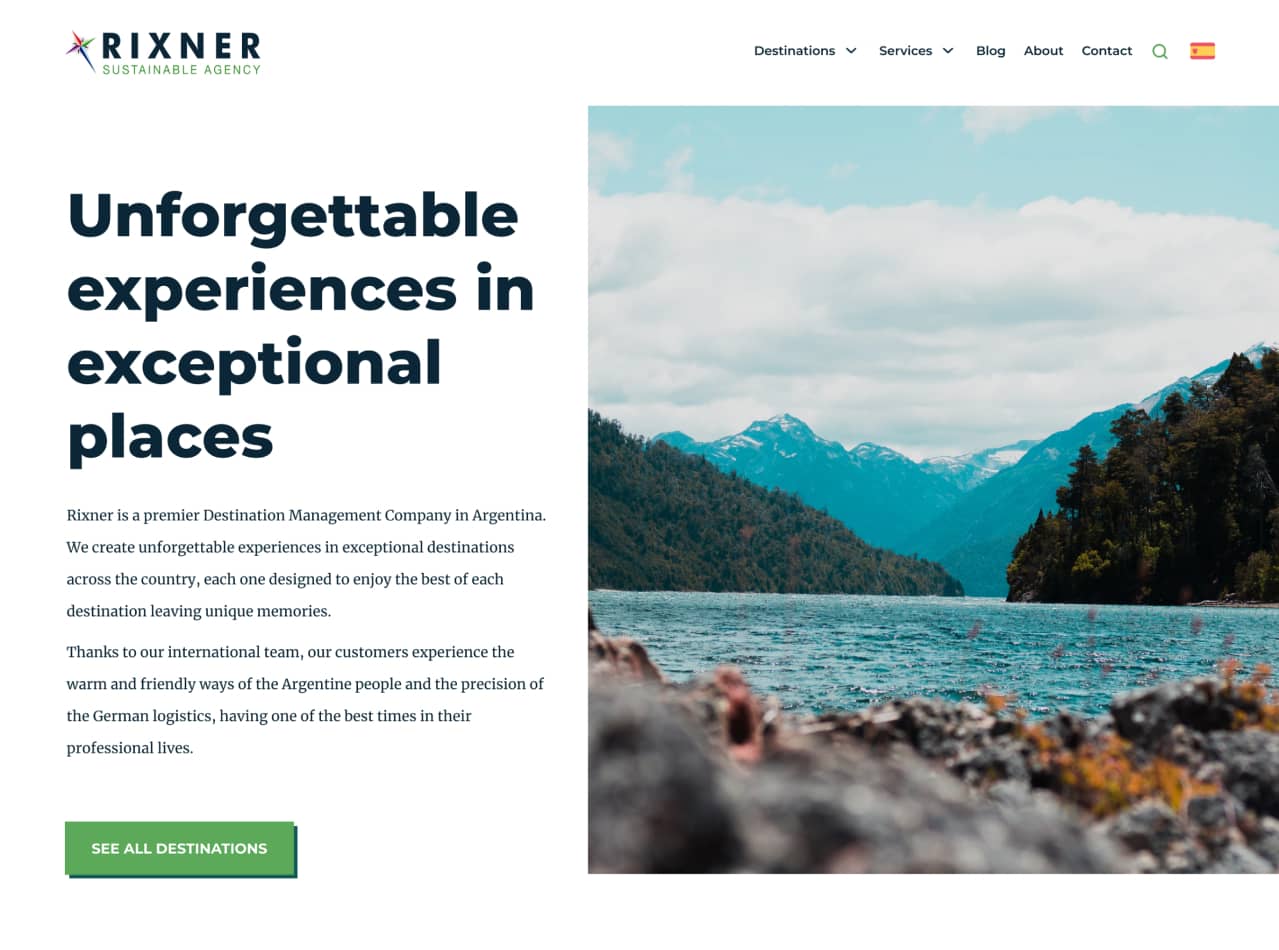 RIXNER
SUSTAINABLE AGENCY
Destinations Services Blog About Contact
Unforgettable
experiences in
exceptional
places
Rixner is a premier Destination Management Company in Argentina.
We create unforgettable experiences in exceptional destinations
across the country, each one designed to enjoy the best of each
destination leaving unique memories.
Thanks to our international team, our customers experience the
warm and friendly ways of the Argentine people and the precision of
the German logistics, having one of the best times in their
professional lives.
SEE ALL DESTINATIONS